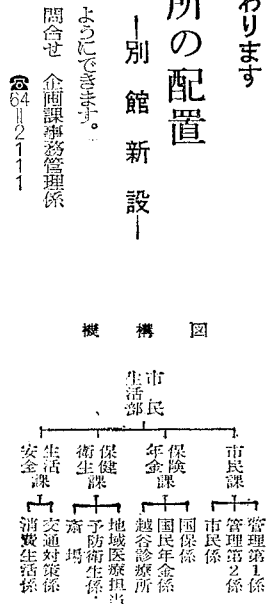 わります
所の配置
―別館新設―
ようにできます。
問合せ 企画課事務管理係
☎64=2111
機構図
市民生活部
市民課
管理第1係
管理第2係
市民係
保険年金課
国保係
国民年金係
越谷診療所
保健衛生課
地域医療担当
予防衛生係・
斎場
生活安全課
交通対策係
消費生活係